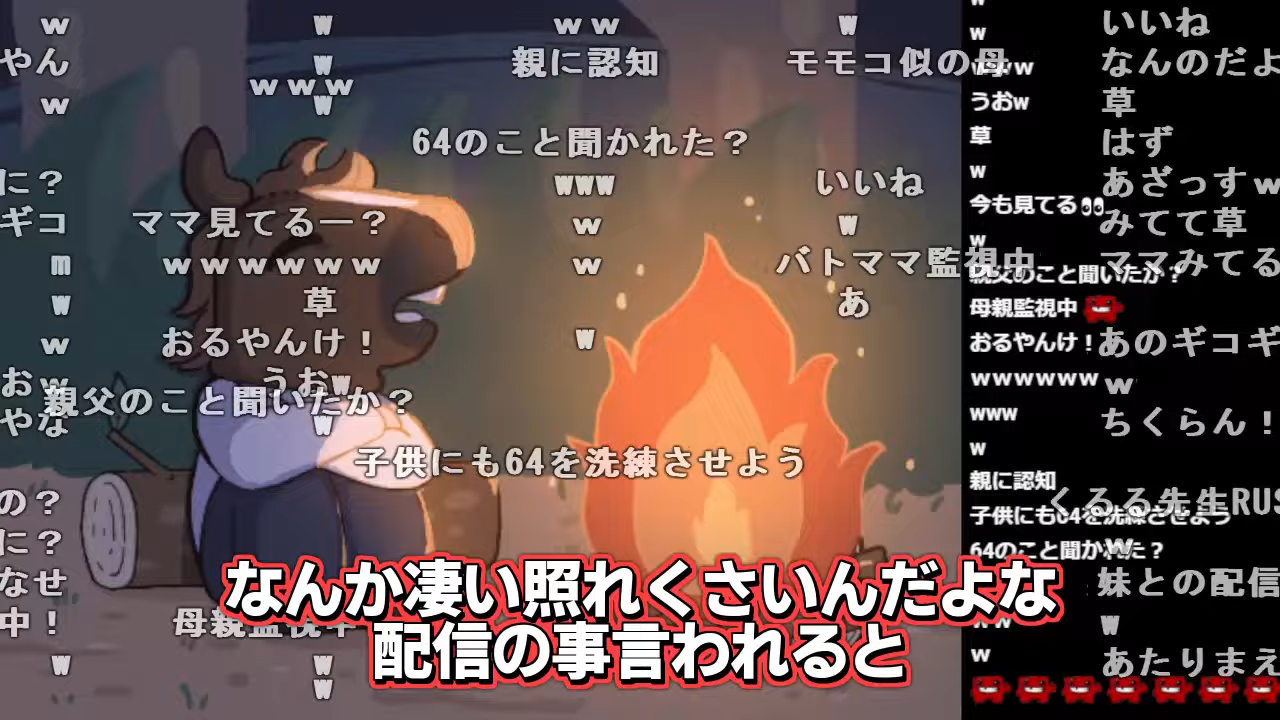 w
w
w w
w
やん
w
親に認知
モモコ似の母
w
w w w
w
64のこと聞かれた？
に？
www
いいね
ギコ
ママ見てるー？
w
w
m
w w w w w w
w
バトママ監視中
w
草
あ
w
おるやんけ！
w
お
w
うお
w
親父のこと聞いたか？
やな
w
子供にも64を洗練させよう
の？
に？
なせ
中！
母親監視中
w
w
w
なんか凄い照れくさいんだよな
配信の事言われると
w
w
うおw
草
w
今も見てる👀
w
親父のこと聞いたか？
母親監視中
おるやんけ！
wwwwww
www
w
親に認知
子供にも64を洗練させよう
64のこと聞かれた？
w w
w
いいね
なんのだよ
草
はず
あざっすw
みてて草
ママみてる
あのギコギ
w
ちくらん！
くるる先生RUS
w
妹との配信
w
あたりまえ